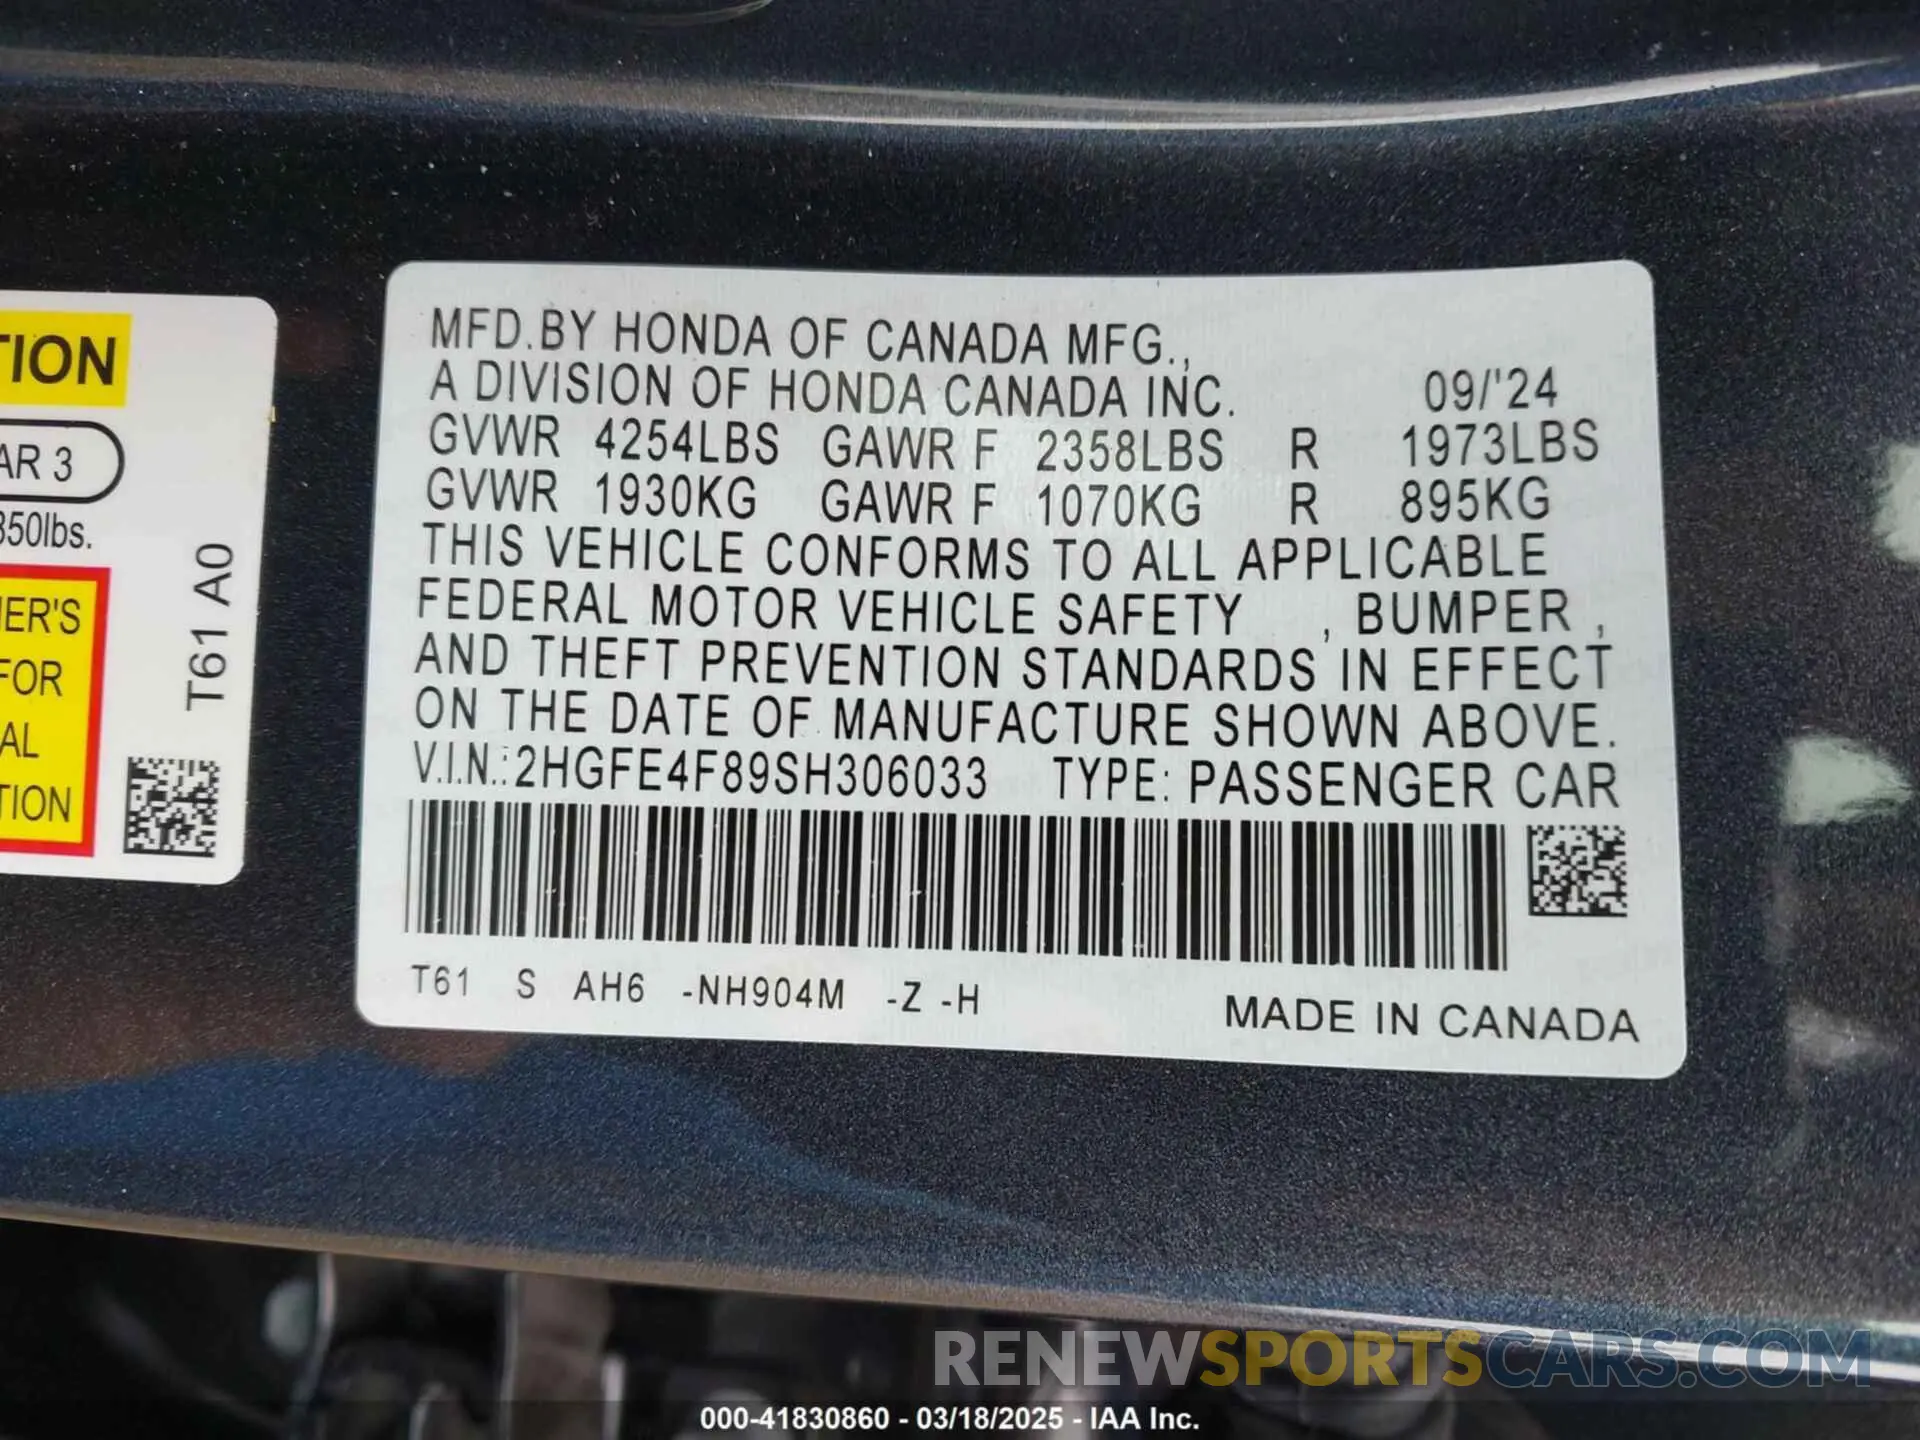 TION
AR 3
350lbs.
T61 A0
ER'S
FOR
AL
TION
MFD.BY HONDA OF CANADA MFG.,
A DIVISION OF HONDA CANADA INC. 09/'24
GVWR 4254LBS GAWR F 2358LBS R 1973LBS
GVWR 1930KG GAWR F 1070KG R 895KG
THIS VEHICLE CONFORMS TO ALL APPLICABLE
FEDERAL MOTOR VEHICLE SAFETY , BUMPER ,
AND THEFT PREVENTION STANDARDS IN EFFECT
ON THE DATE OF MANUFACTURE SHOWN ABOVE.
V.I.N.: 2HGFE4F89SH306033 TYPE: PASSENGER CAR
T61 S AH6 -NH904M -Z -H
MADE IN CANADA
RENEWSPORTSCARS.COM
000-41830860 - 03/18/2025 - IAA Inc.